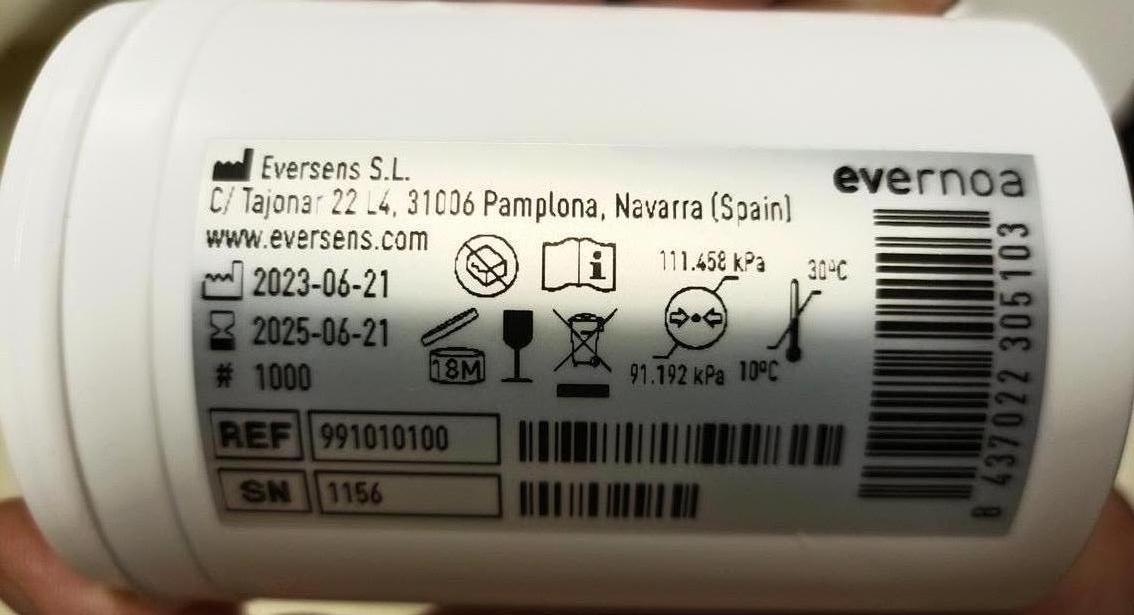 Eversens S.L.
C/ Tajonar 22 L4, 31006 Pamplona, Navarra (Spain)
www.eversens.com
2023-06-21
2025-06-21
# 1000
18M
111.458 kPa
91.192 kPa
30ºC
10ºC
REF 991010100
SN 1156
evernoa
8 437022 305103